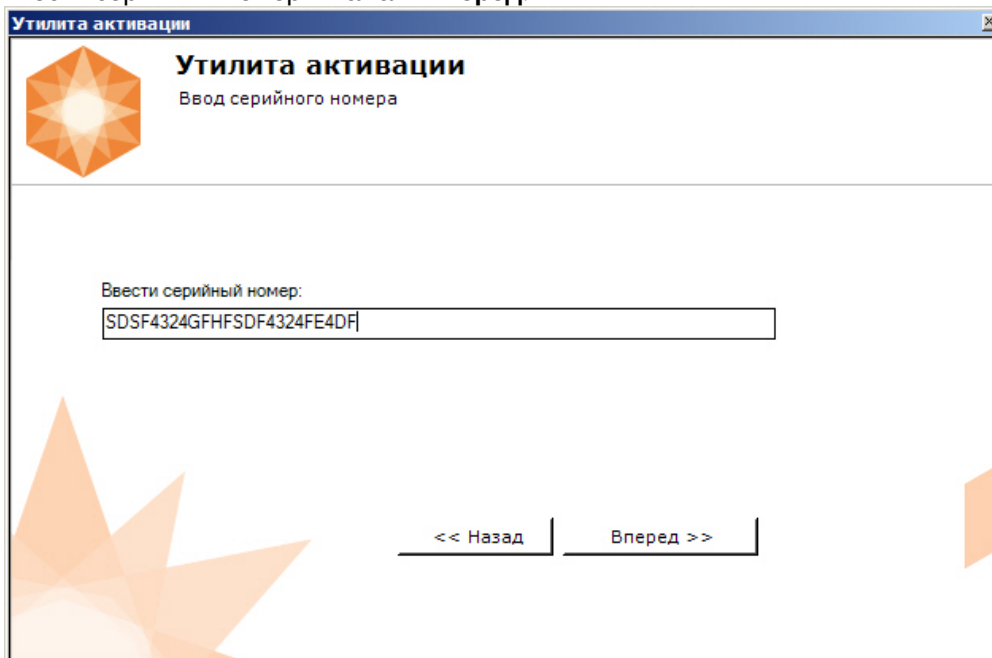 Утилита активации
Утилита активации
Ввод серийного номера
Ввести серийный номер:
SDSF4324GFHFSDF4324FE4DF
<< Назад
Вперед >>